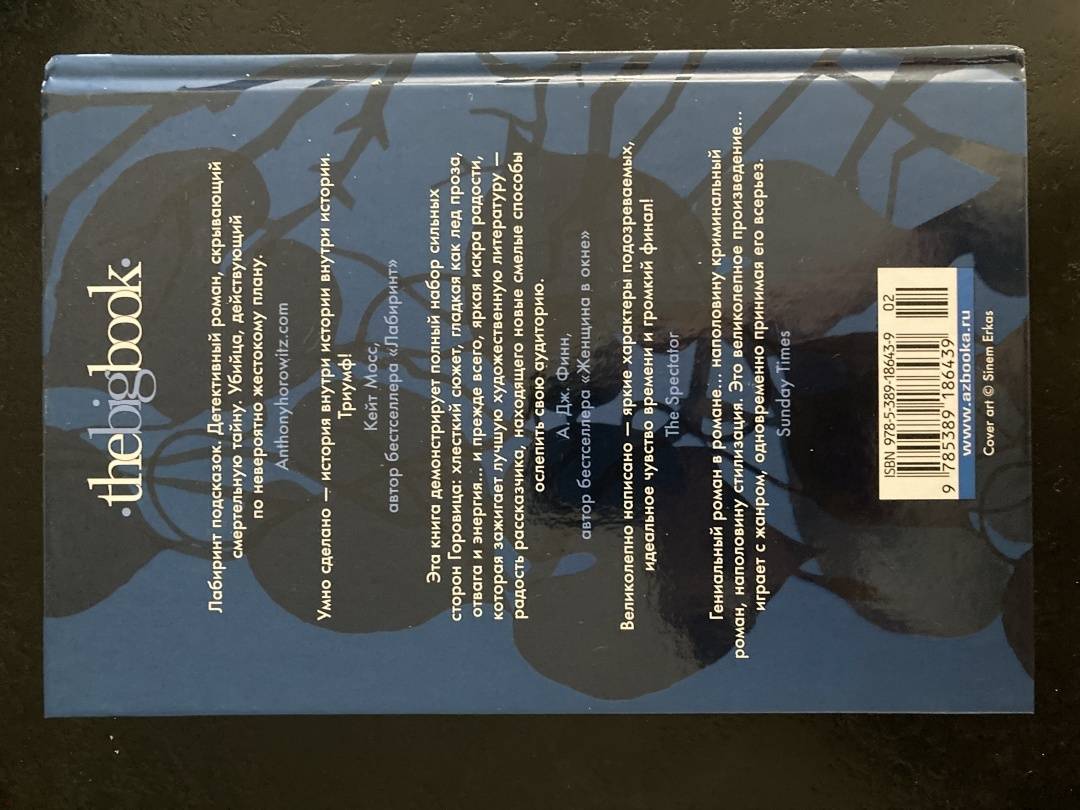 ·thebigbook·
Лабиринт подсказок. Детективный роман, скрывающий
смертельную тайну. Убийца, действующий
по невероятно жестокому плану.
Anthonyhorowitz.com
Умно сделано — история внутри истории внутри истории.
Триумф!
Кейт Мосс,
автор бестселлера «Лабиринт»
Эта книга демонстрирует полный набор сильных
сторон Горовица: хлесткий сюжет, гладкая как лед проза,
отвага и энергия... и прежде всего, яркая искра радости,
которая зажигает лучшую художественную литературу —
радость рассказчика, находящего новые смелые способы
ослепить свою аудиторию.
А. Дж. Финн,
автор бестселлера «Женщина в окне»
Великолепно написано — яркие характеры подозреваемых,
идеальное чувство времени и громкий финал!
The Spectator
Гениальный роман в романе... наполовину криминальный
роман, наполовину стилизация. Это великолепное произведение...
играет с жанром, одновременно принимая его всерьез.
Sunday Times
ISBN 978-5-389-18643-9 02
9 785389 186439
www.azbooka.ru
Cover art © Sinem Erkas